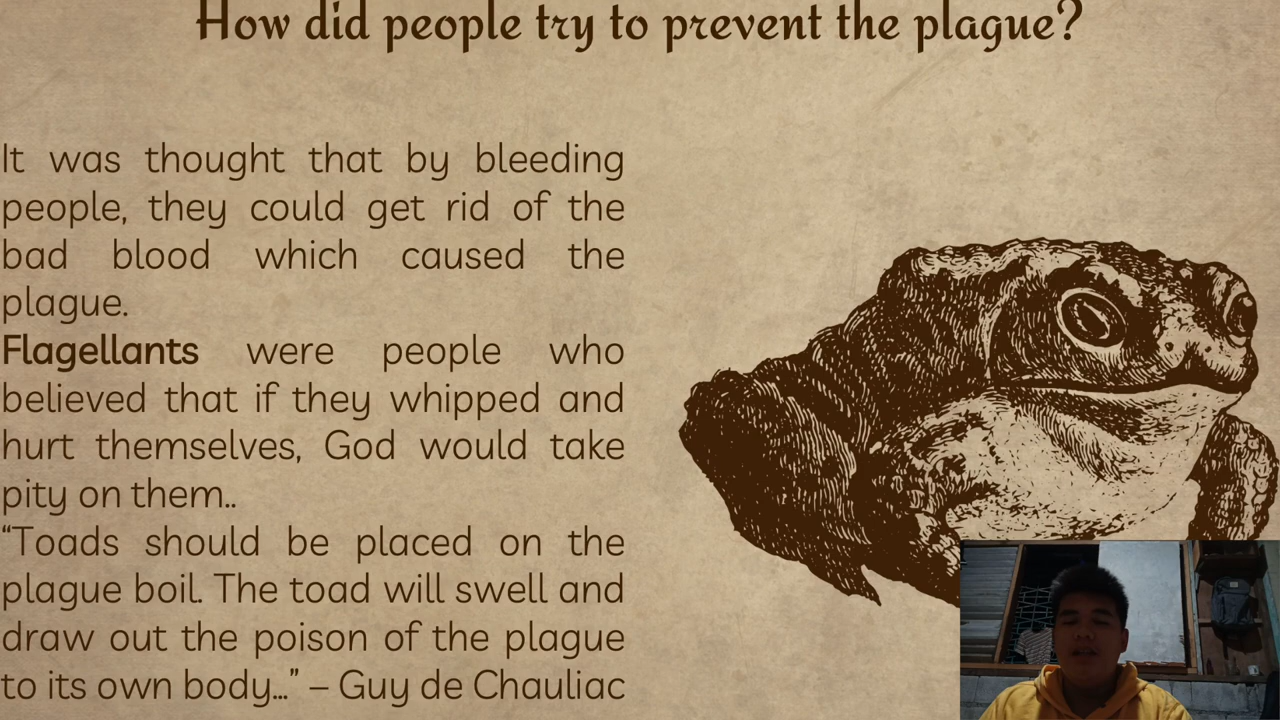 How did people try to prevent the plague?
It was thought that by bleeding
people, they could get rid of the
bad blood which caused the
plague.
Flagellants were people who
believed that if they whipped and
hurt themselves, God would take
pity on them..
“Toads should be placed on the
plague boil. The toad will swell and
draw out the poison of the plague
to its own body...” – Guy de Chauliac